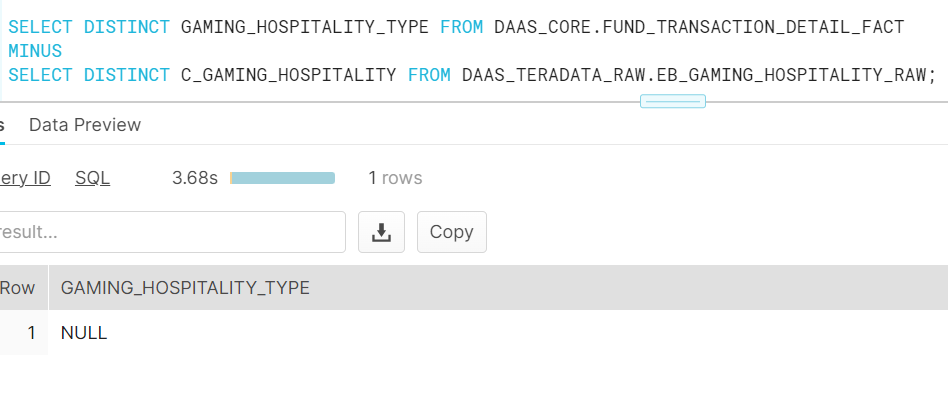 SELECT DISTINCT GAMING_HOSPITALITY_TYPE FROM DAAS_CORE.FUND_TRANSACTION_DETAIL_FACT
MINUS
SELECT DISTINCT C_GAMING_HOSPITALITY FROM DAAS_TERADATA_RAW.EB_GAMING_HOSPITALITY_RAW;
s Data Preview
ery ID SQL 3.68s 1 rows
result... Copy
Row GAMING_HOSPITALITY_TYPE
1 NULL